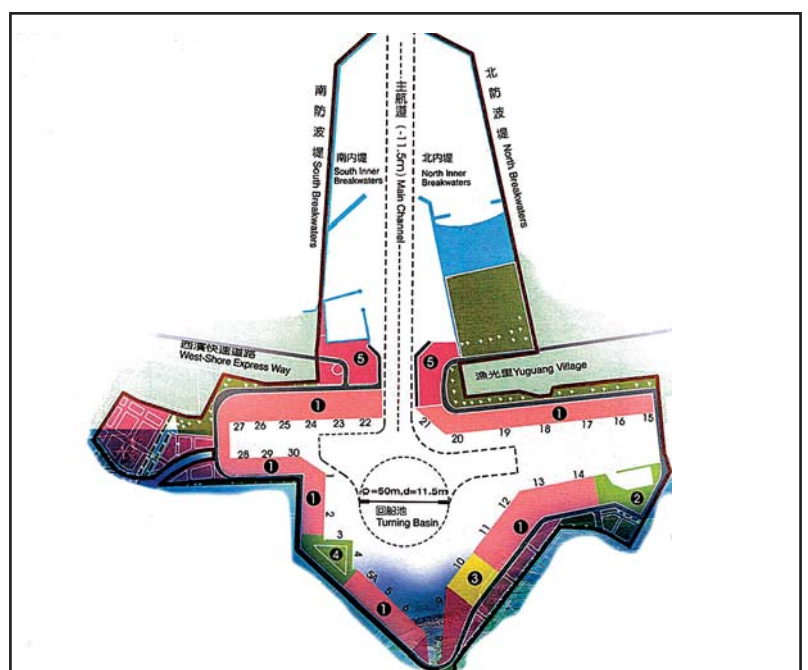 南防波堤 South Breakwaters
主航道 (-11.5m) Main Channel
北防波堤 North Breakwaters
南內堤
South Inner
Breakwaters
北內堤
North Inner
Breakwaters
西濱快速道路
West-Shore Express Way
5
5
漁光里 Yuguang Village
1
27 26 25 24 23 22
21 20 19 18 17 16 15
1
28 29 30
1
1
1
2
3
4
4
=50m,d=11.5m
回船池
Turning Basin
14
13
12
11
10
9
8
2
1
3
5A
5
6
1